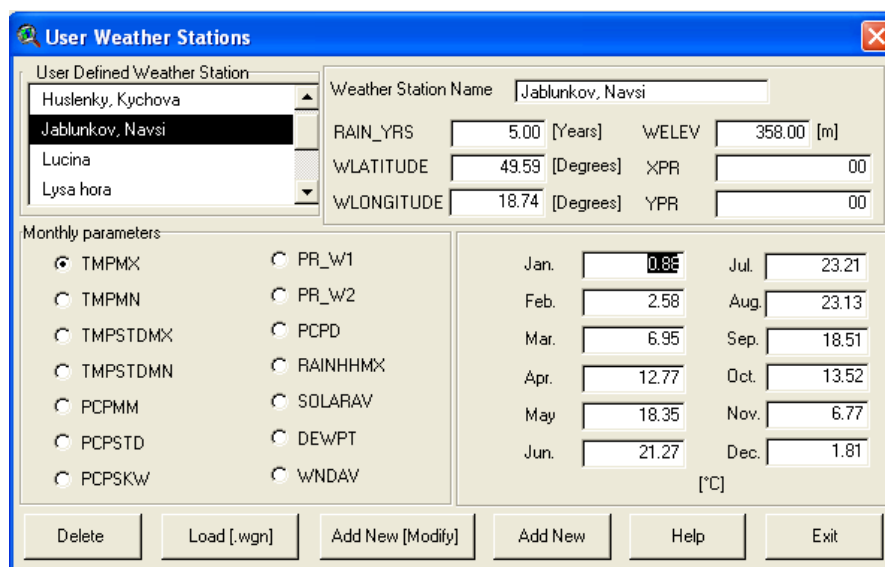 User Weather Stations
User Defined Weather Station
Huslenky, Kychova
Jablunkov, Navsi
Lucina
Lysa hora
Weather Station Name Jablunkov, Navsi
RAIN_YRS 5.00 [Years] WELEV 358.00 [m]
WLATITUDE 49.59 [Degrees] XPR 00
WLONGITUDE 18.74 [Degrees] YPR 00
Monthly parameters
TMPMX PR_W1
TMPMN PR_W2
TMPSTDMX PCPD
TMPSTDMN RAINHHMX
PCPMM SOLARAV
PCPSTD DEWPT
PCPSKW WNDAV
Jan. 0.88 Jul. 23.21
Feb. 2.58 Aug. 23.13
Mar. 6.95 Sep. 18.51
Apr. 12.77 Oct. 13.52
May 18.35 Nov. 6.77
Jun. 21.27 Dec. 1.81
[°C]
Delete Load [.wgn] Add New [Modify] Add New Help Exit